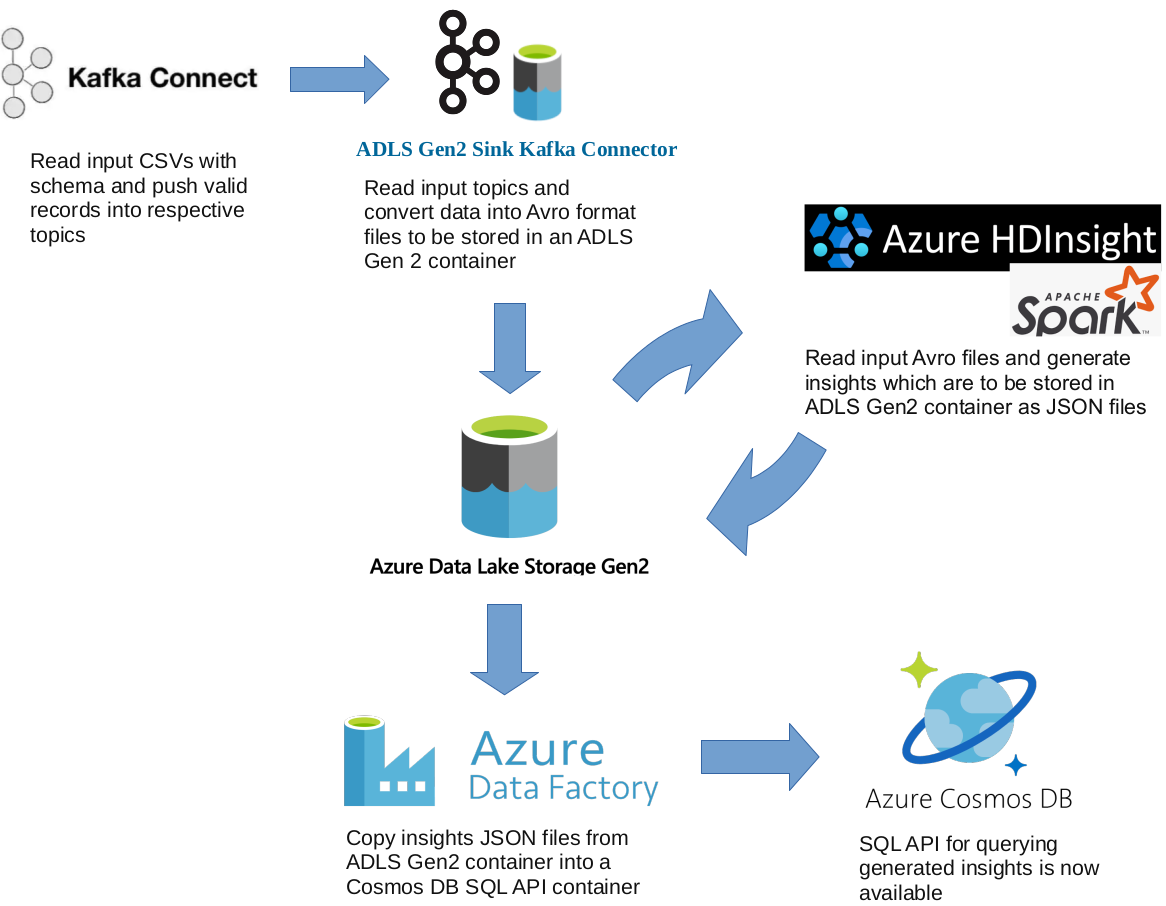 Kafka Connect
Read input CSVs with
schema and push valid
records into respective
topics
ADLS Gen2 Sink Kafka Connector
Read input topics and
convert data into Avro format
files to be stored in an ADLS
Gen 2 container
Azure HDInsight
APACHE
Spark™
Read input Avro files and generate
insights which are to be stored in
ADLS Gen2 container as JSON files
Azure Data Lake Storage Gen2
Azure
Data Factory
Copy insights JSON files from
ADLS Gen2 container into a
Cosmos DB SQL API container
Azure Cosmos DB
SQL API for querying
generated insights is now
available